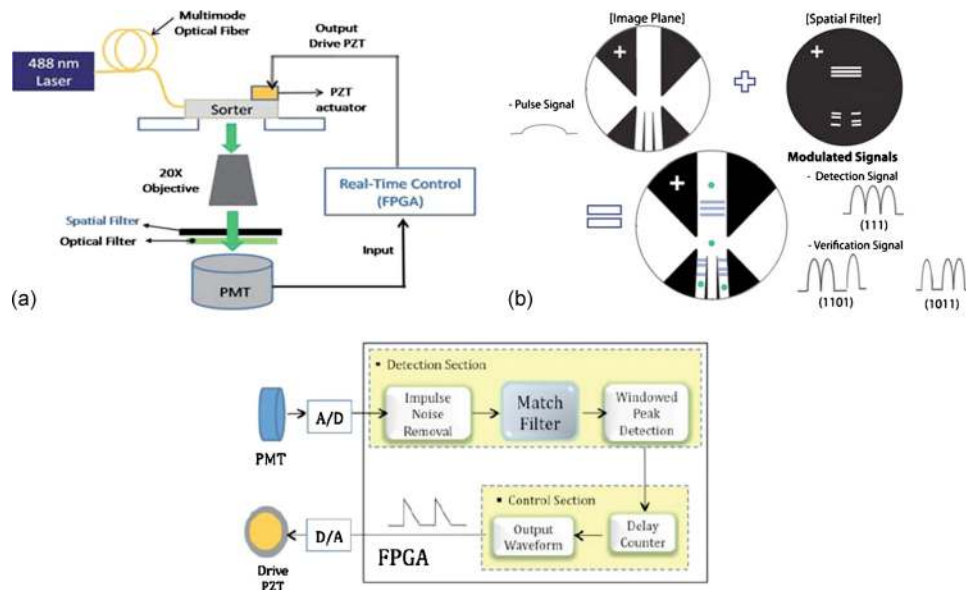 (a)
Multimode
Optical Fiber
488 nm
Laser
Output
Drive PZT
PZT
actuator
Sorter
20X
Objective
Real-Time Control
(FPGA)
Spatial Filter
Optical Filter
Input
PMT
(b)
[Image Plane]
[Spatial Filter]
+
+
- Pulse Signal
+
Modulated Signals
- Detection Signal
(111)
- Verification Signal
(1101)
(1011)
▪ Detection Section
Impulse
Noise
Removal
Match
Filter
Windowed
Peak
Detection
A/D
PMT
▪ Control Section
Output
Waveform
Delay
Counter
D/A
FPGA
Drive
PZT